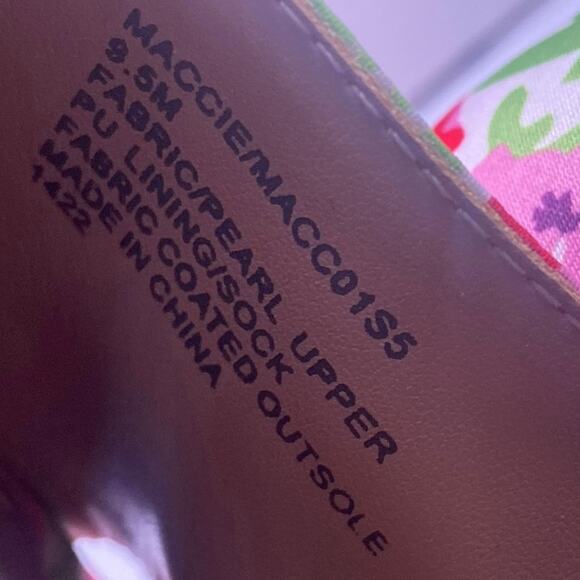 MACCIE/MACC01S5
9.5M
FABRIC/PEARL UPPER
PU LINING/SOCK
FABRIC COATED OUTSOLE
MADE IN CHINA
1422